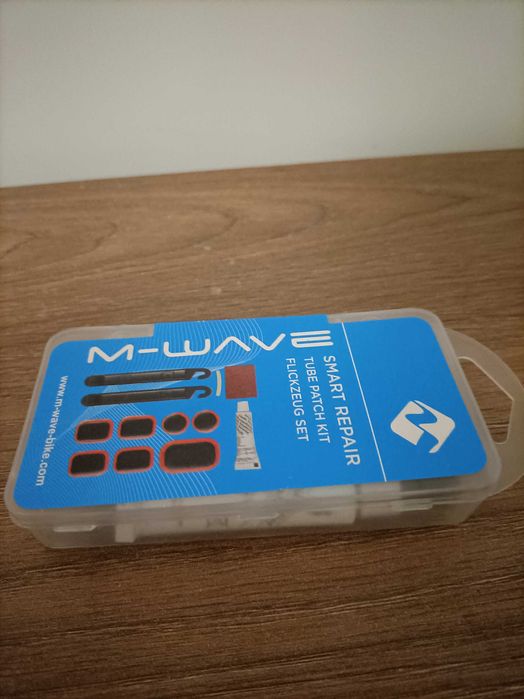 M-WAVE
SMART REPAIR
TUBE PATCH KIT
FLICKZEUG SET
www.m-wave-bike.com